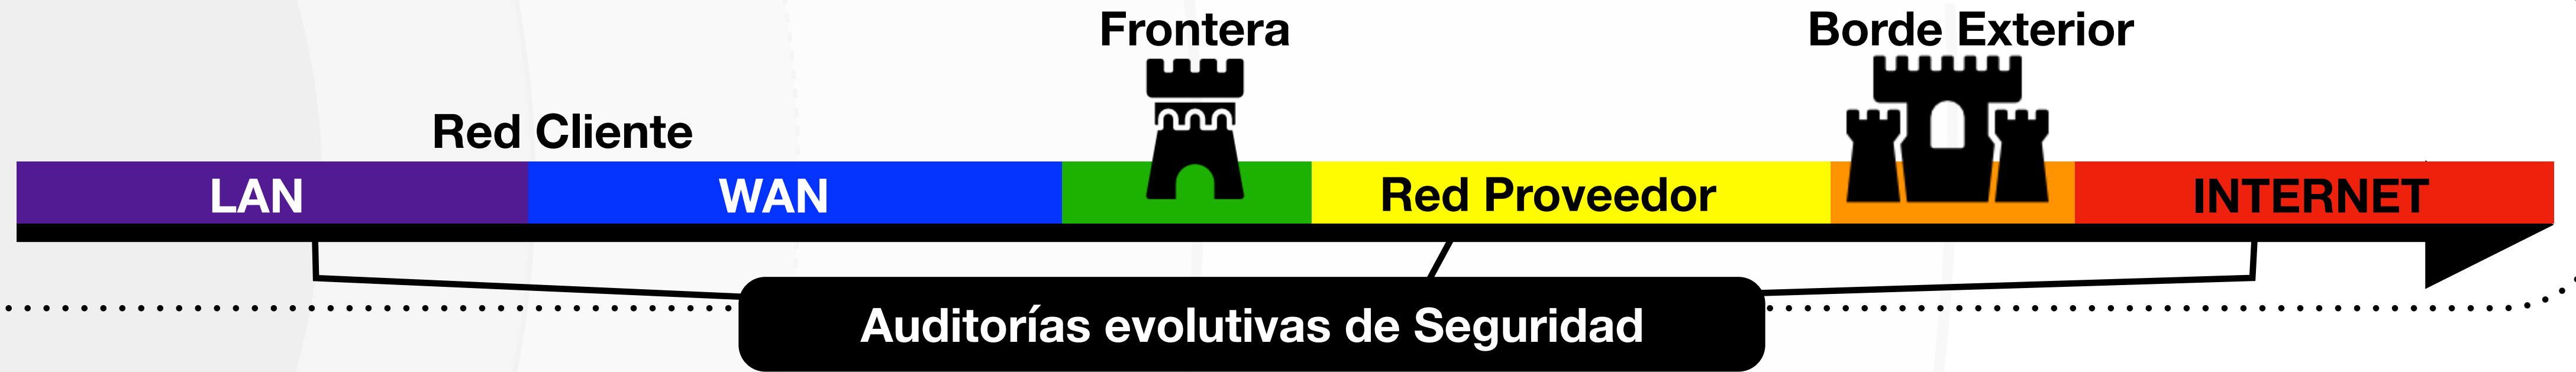 Frontera
Borde Exterior
Red Cliente
LAN
WAN
Red Proveedor
INTERNET
Auditorías evolutivas de Seguridad